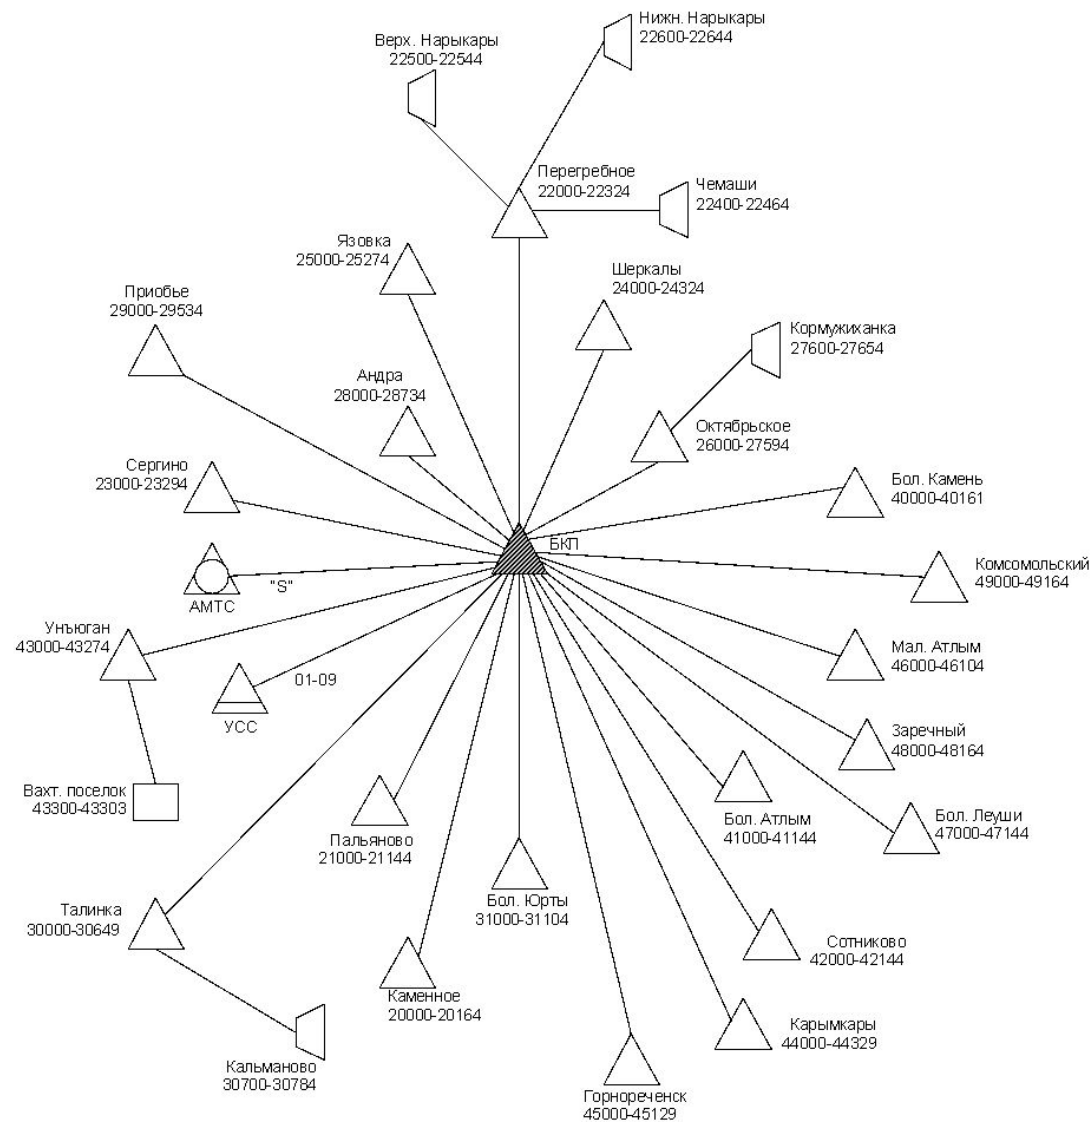 Нижн. Нарыкары
22600-22644
Верх. Нарыкары
22500-22544
Перегребное
22000-22324
Чемаши
22400-22464
Язовка
25000-25274
Шеркалы
24000-24324
Приобье
29000-29534
Кормужиханка
27600-27654
Андра
28000-28734
Октябрьское
26000-27594
Сергино
23000-23294
Бол. Камень
40000-40161
БКП
Комсомольский
49000-49164
"S"
АМТС
Унъюган
43000-43274
Мал. Атлым
46000-46104
01-09
УСС
Заречный
48000-48164
Вахт. поселок
43300-43303
Бол. Атлым
41000-41144
Бол. Леуши
47000-47144
Пальяново
21000-21144
Бол. Юрты
31000-31104
Талинка
30000-30649
Сотниково
42000-42144
Каменное
20000-20164
Карымкары
44000-44329
Кальманово
30700-30784
Горнореченск
45000-45129